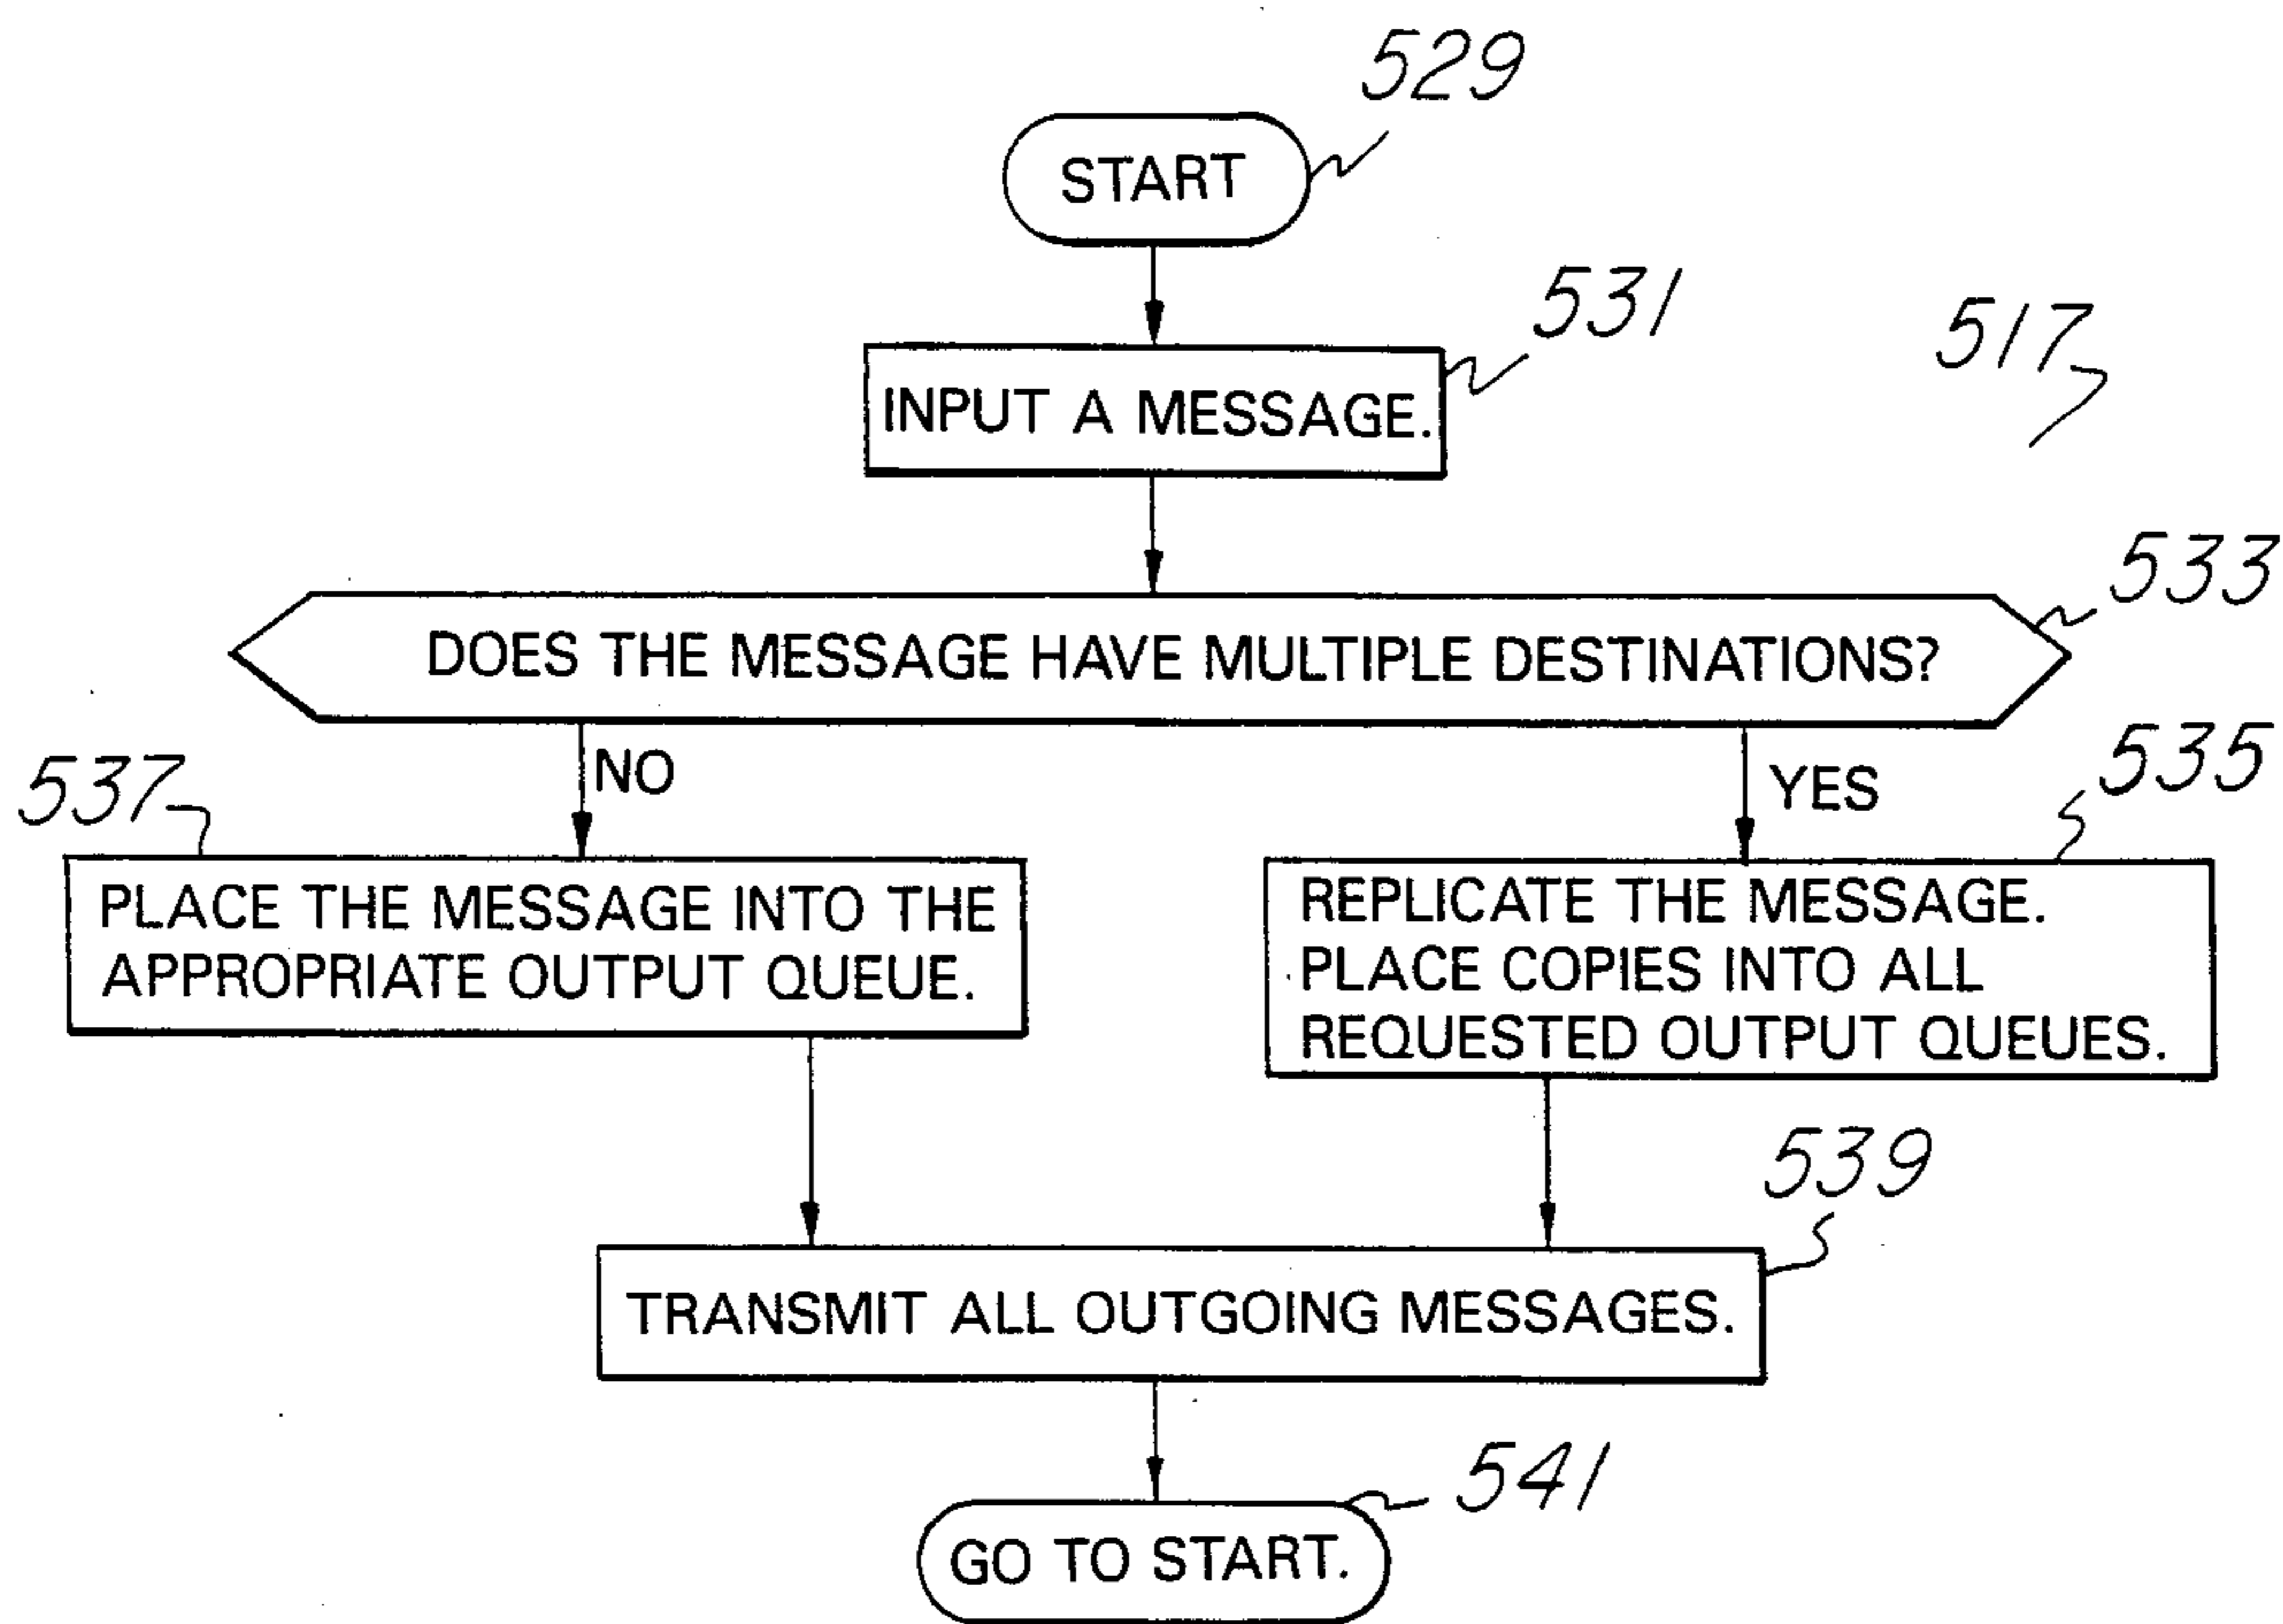 529
START
531
INPUT A MESSAGE.
517
533
DOES THE MESSAGE HAVE MULTIPLE DESTINATIONS?
NO
YES
537
535
PLACE THE MESSAGE INTO THE
APPROPRIATE OUTPUT QUEUE.
REPLICATE THE MESSAGE.
PLACE COPIES INTO ALL
REQUESTED OUTPUT QUEUES.
539
TRANSMIT ALL OUTGOING MESSAGES.
541
GO TO START.